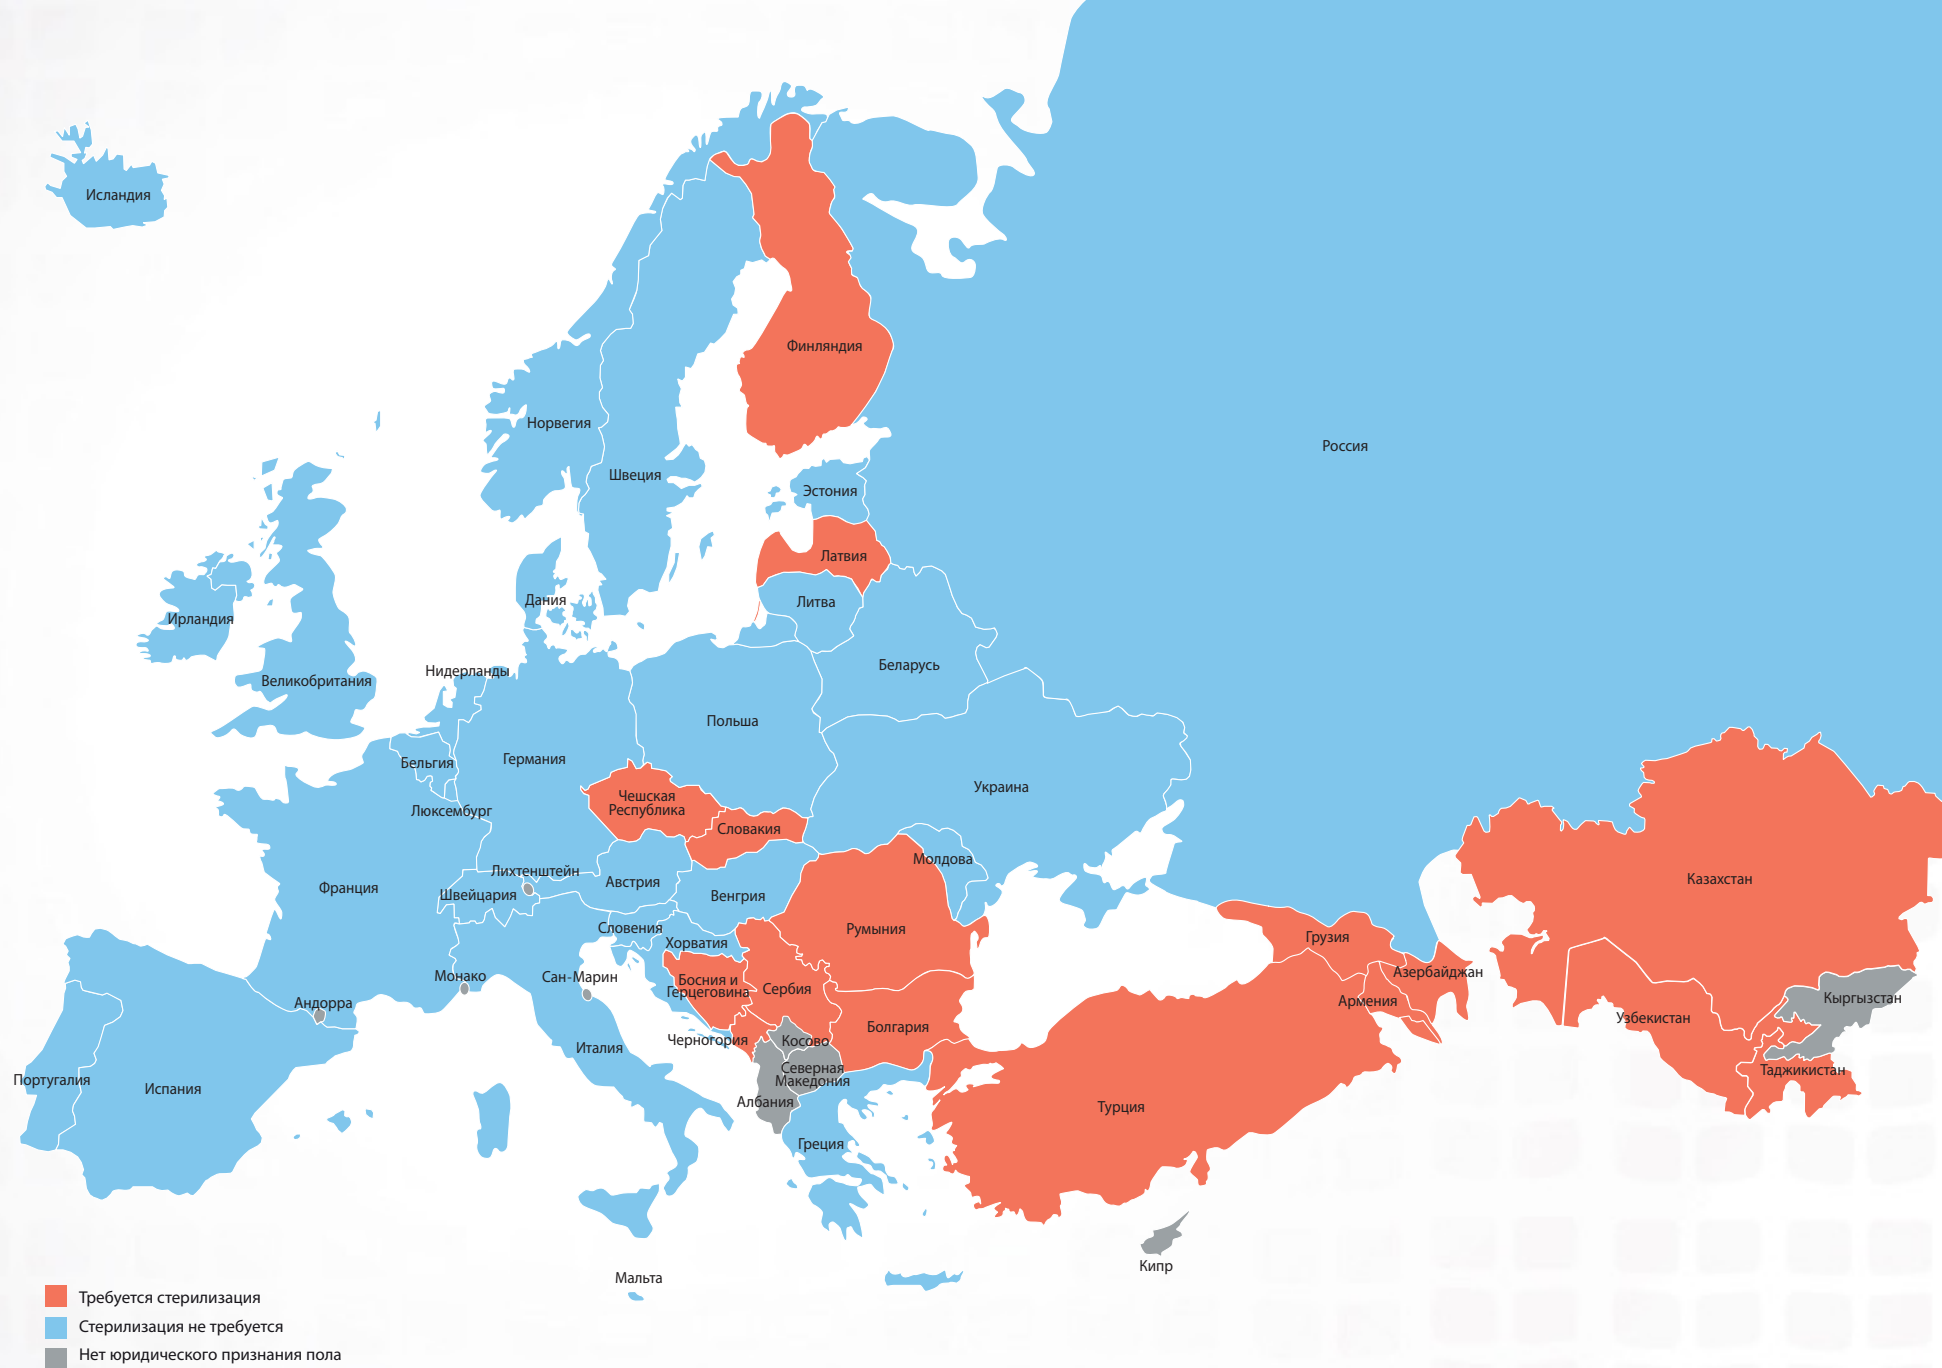 Исландия
Финляндия
Норвегия
Россия
Швеция
Эстония
Латвия
Дания
Литва
Ирландия
Беларусь
Нидерланды
Великобритания
Польша
Германия
Бельгия
Украина
Чешская
Республика
Люксембург
Словакия
Молдова
Лихтенштейн
Казахстан
Австрия
Франция
Швейцария
Венгрия
Словения
Румыния
Грузия
Хорватия
Азербайджан
Монако
Сан-Марин
Босния и
Герцеговина
Сербия
Кыргызстан
Андорра
Армения
Узбекистан
Болгария
Черногория
Косово
Италия
Северная
Македония
Таджикистан
Португалия
Испания
Албания
Турция
Греция
Кипр
Мальта
Требуется стерилизация
Стерилизация не требуется
Нет юридического признания пола